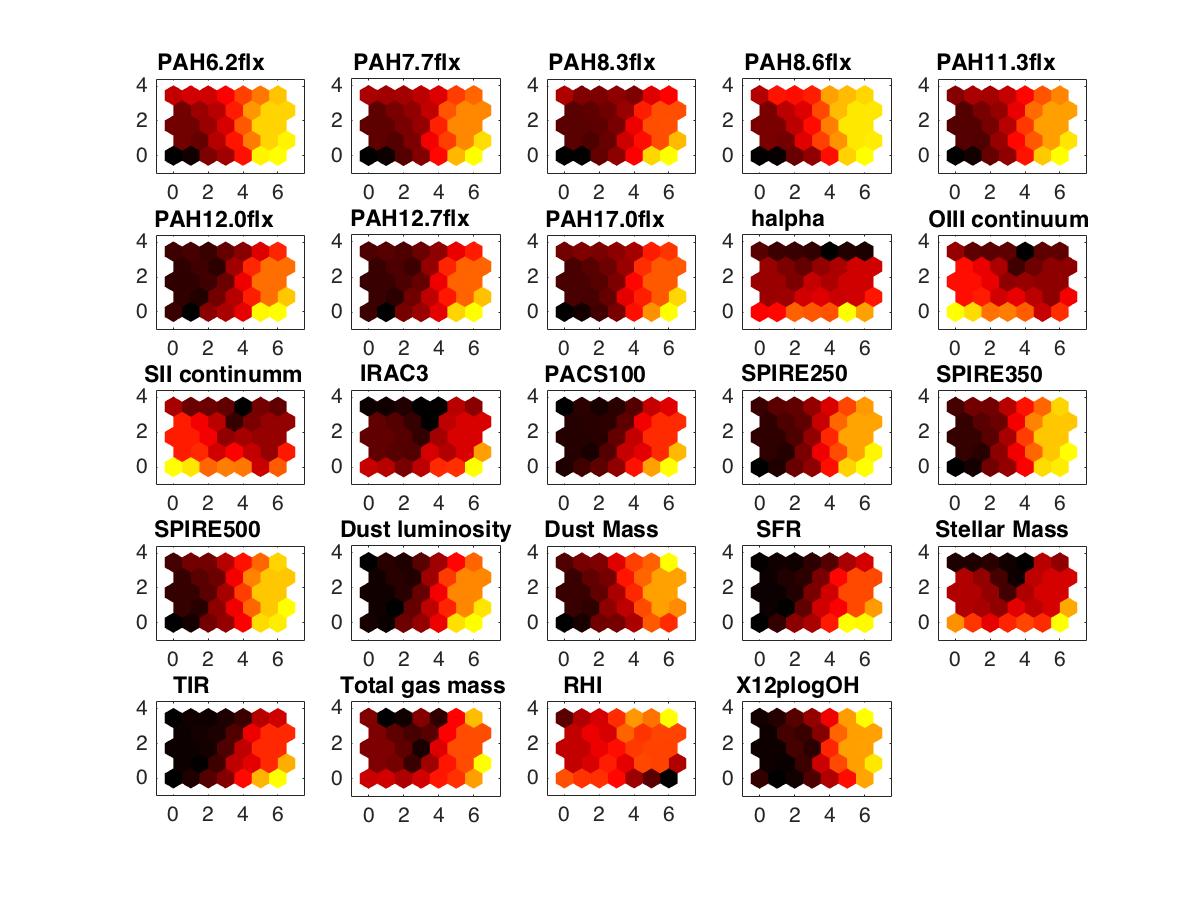 PAH6.2flx PAH7.7flx PAH8.3flx PAH8.6flx PAH11.3flx
4 4 4 4 4
2 2 2 2 2
0 0 0 0 0
0 2 4 6 0 2 4 6 0 2 4 6 0 2 4 6 0 2 4 6
PAH12.0flx PAH12.7flx PAH17.0flx halpha OIII continuum
4 4 4 4 4
2 2 2 2 2
0 0 0 0 0
0 2 4 6 0 2 4 6 0 2 4 6 0 2 4 6 0 2 4 6
SII continumm IRAC3 PACS100 SPIRE250 SPIRE350
4 4 4 4 4
2 2 2 2 2
0 0 0 0 0
0 2 4 6 0 2 4 6 0 2 4 6 0 2 4 6 0 2 4 6
SPIRE500 Dust luminosity Dust Mass SFR Stellar Mass
4 4 4 4 4
2 2 2 2 2
0 0 0 0 0
0 2 4 6 0 2 4 6 0 2 4 6 0 2 4 6 0 2 4 6
TIR Total gas mass RHI X12plogOH
4 4 4 4
2 2 2 2
0 0 0 0
0 2 4 6 0 2 4 6 0 2 4 6 0 2 4 6